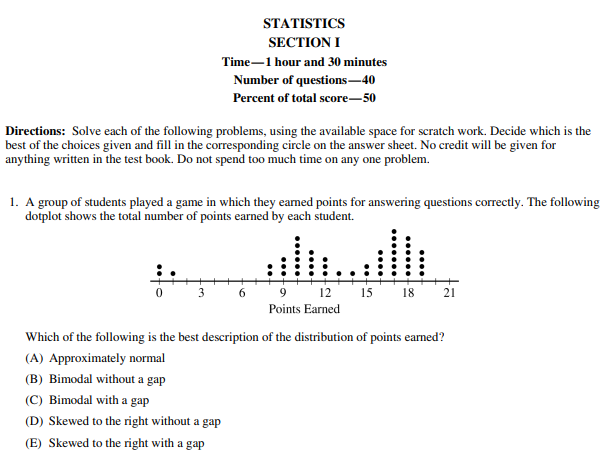 STATISTICS
SECTION I
Time—1 hour and 30 minutes
Number of questions—40
Percent of total score—50
Directions: Solve each of the following problems, using the available space for scratch work. Decide which is the
best of the choices given and fill in the corresponding circle on the answer sheet. No credit will be given for
anything written in the test book. Do not spend too much time on any one problem.
1. A group of students played a game in which they earned points for answering questions correctly. The following
dotplot shows the total number of points earned by each student.
0 3 6 9 12 15 18 21
Points Earned
Which of the following is the best description of the distribution of points earned?
(A) Approximately normal
(B) Bimodal without a gap
(C) Bimodal with a gap
(D) Skewed to the right without a gap
(E) Skewed to the right with a gap